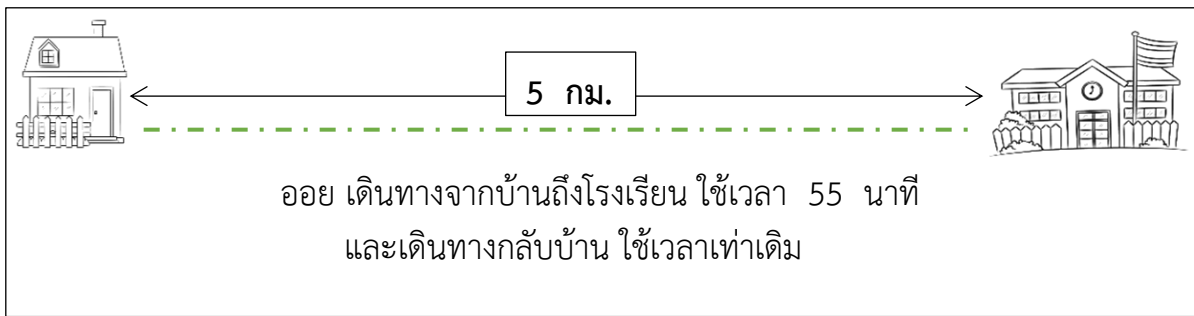 5 กม.
ออย เดินทางจากบ้านถึงโรงเรียน ใช้เวลา 55 นาที
และเดินทางกลับบ้าน ใช้เวลาเท่าเดิม